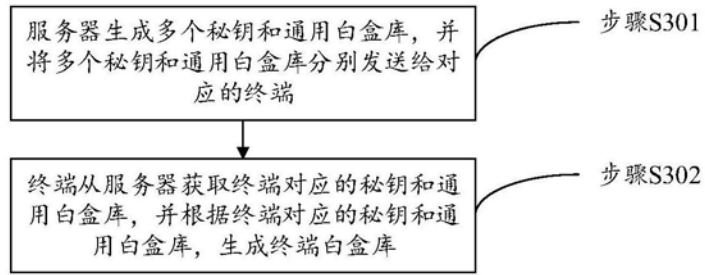 服务器生成多个秘钥和通用白盒库，并
将多个秘钥和通用白盒库分别发送给对
应的终端
步骤S301
终端从服务器获取终端对应的秘钥和通
用白盒库，并根据终端对应的秘钥和通
用白盒库，生成终端白盒库
步骤S302